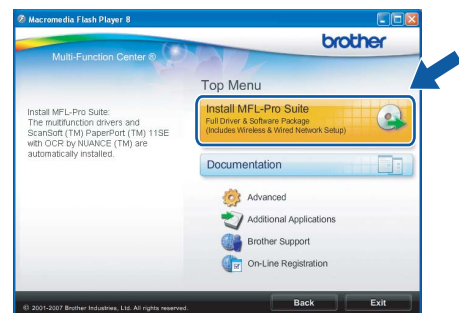 Macromedia Flash Player 8
brother
Multi-Function Center ®
Top Menu
Install MFL-Pro Suite:
The multifunction drivers and
ScanSoft (TM) PaperPort (TM) 11SE
with OCR by NUANCE (TM) are
automatically installed.
Install MFL-Pro Suite
Full Driver & Software Package
(Includes Wireless & Wired Network Setup)
Documentation
Advanced
Additional Applications
Brother Support
On-Line Registration
© 2001-2007 Brother Industries, Ltd. All rights reserved.
Back
Exit